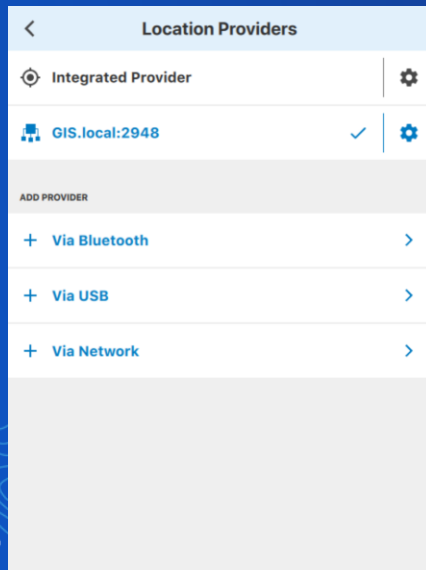 Location Providers
Integrated Provider
GIS.local:2948
ADD PROVIDER
Via Bluetooth
Via USB
Via Network